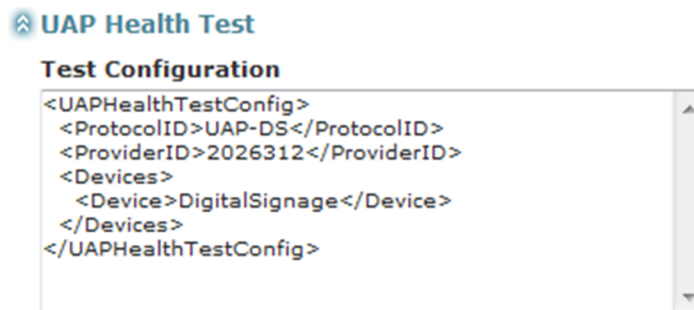 UAP Health Test
Test Configuration
<UAPHealthTestConfig>
<ProtocolID>UAP-DS</ProtocolID>
<ProviderID>2026312</ProviderID>
<Devices>
<Device>DigitalSignage</Device>
</Devices>
</UAPHealthTestConfig>